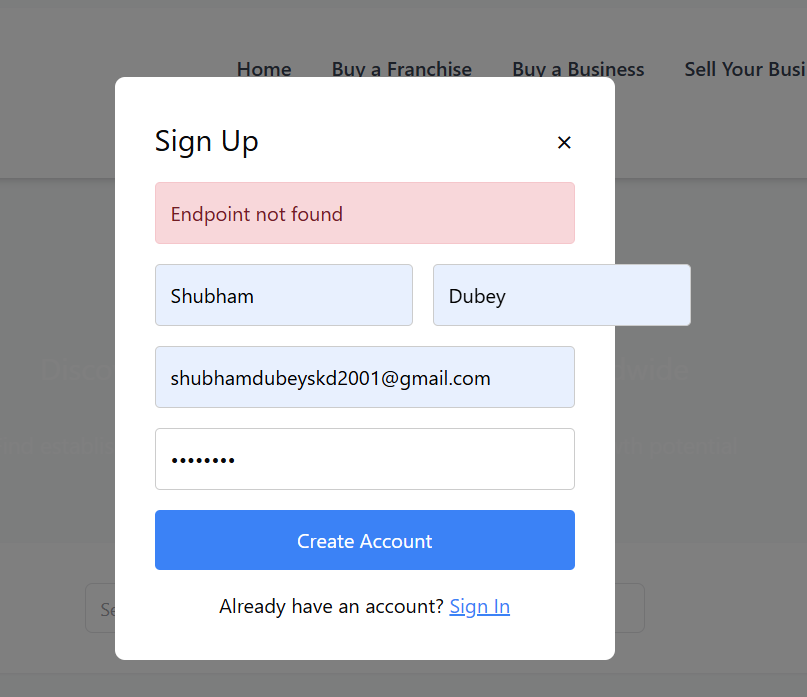 Home Buy a Franchise Buy a Business Sell Your Busi
Sign Up ×
Endpoint not found
Shubham Dubey
shubhamdubeyskd2001@gmail.com
••••••••
Create Account
Already have an account? Sign In